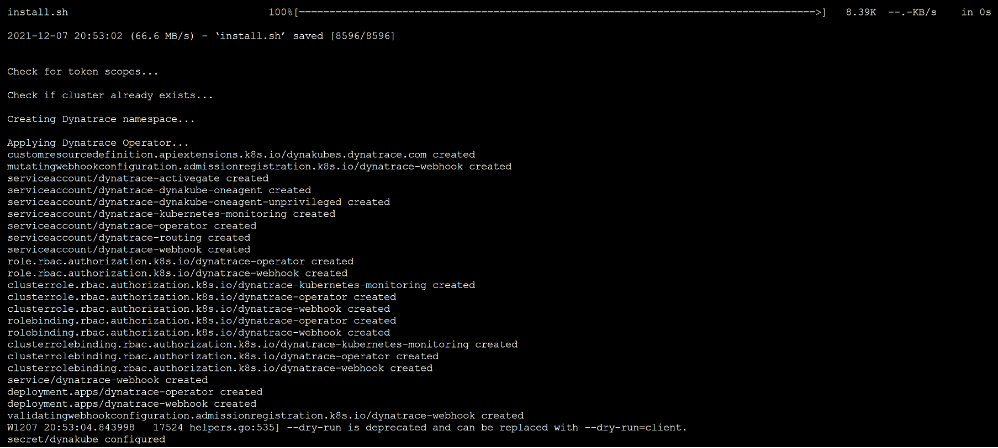 install.sh 100%[=====================================================================================>] 8.39K --.-KB/s in 0s
2021-12-07 20:53:02 (66.6 MB/s) - ‘install.sh’ saved [8596/8596]
Check for token scopes...
Check if cluster already exists...
Creating Dynatrace namespace...
Applying Dynatrace Operator...
customresourcedefinition.apiextensions.k8s.io/dynakubes.dynatrace.com created
mutatingwebhookconfiguration.admissionregistration.k8s.io/dynatrace-webhook created
serviceaccount/dynatrace-activegate created
serviceaccount/dynatrace-dynakube-oneagent created
serviceaccount/dynatrace-dynakube-oneagent-unprivileged created
serviceaccount/dynatrace-kubernetes-monitoring created
serviceaccount/dynatrace-operator created
serviceaccount/dynatrace-routing created
serviceaccount/dynatrace-webhook created
role.rbac.authorization.k8s.io/dynatrace-operator created
role.rbac.authorization.k8s.io/dynatrace-webhook created
clusterrole.rbac.authorization.k8s.io/dynatrace-kubernetes-monitoring created
clusterrole.rbac.authorization.k8s.io/dynatrace-operator created
clusterrole.rbac.authorization.k8s.io/dynatrace-webhook created
rolebinding.rbac.authorization.k8s.io/dynatrace-operator created
rolebinding.rbac.authorization.k8s.io/dynatrace-webhook created
clusterrolebinding.rbac.authorization.k8s.io/dynatrace-kubernetes-monitoring created
clusterrolebinding.rbac.authorization.k8s.io/dynatrace-operator created
clusterrolebinding.rbac.authorization.k8s.io/dynatrace-webhook created
service/dynatrace-webhook created
deployment.apps/dynatrace-operator created
deployment.apps/dynatrace-webhook created
validatingwebhookconfiguration.admissionregistration.k8s.io/dynatrace-webhook created
W1207 20:53:04.843998 17524 helpers.go:535] --dry-run is deprecated and can be replaced with --dry-run=client.
secret/dynakube configured